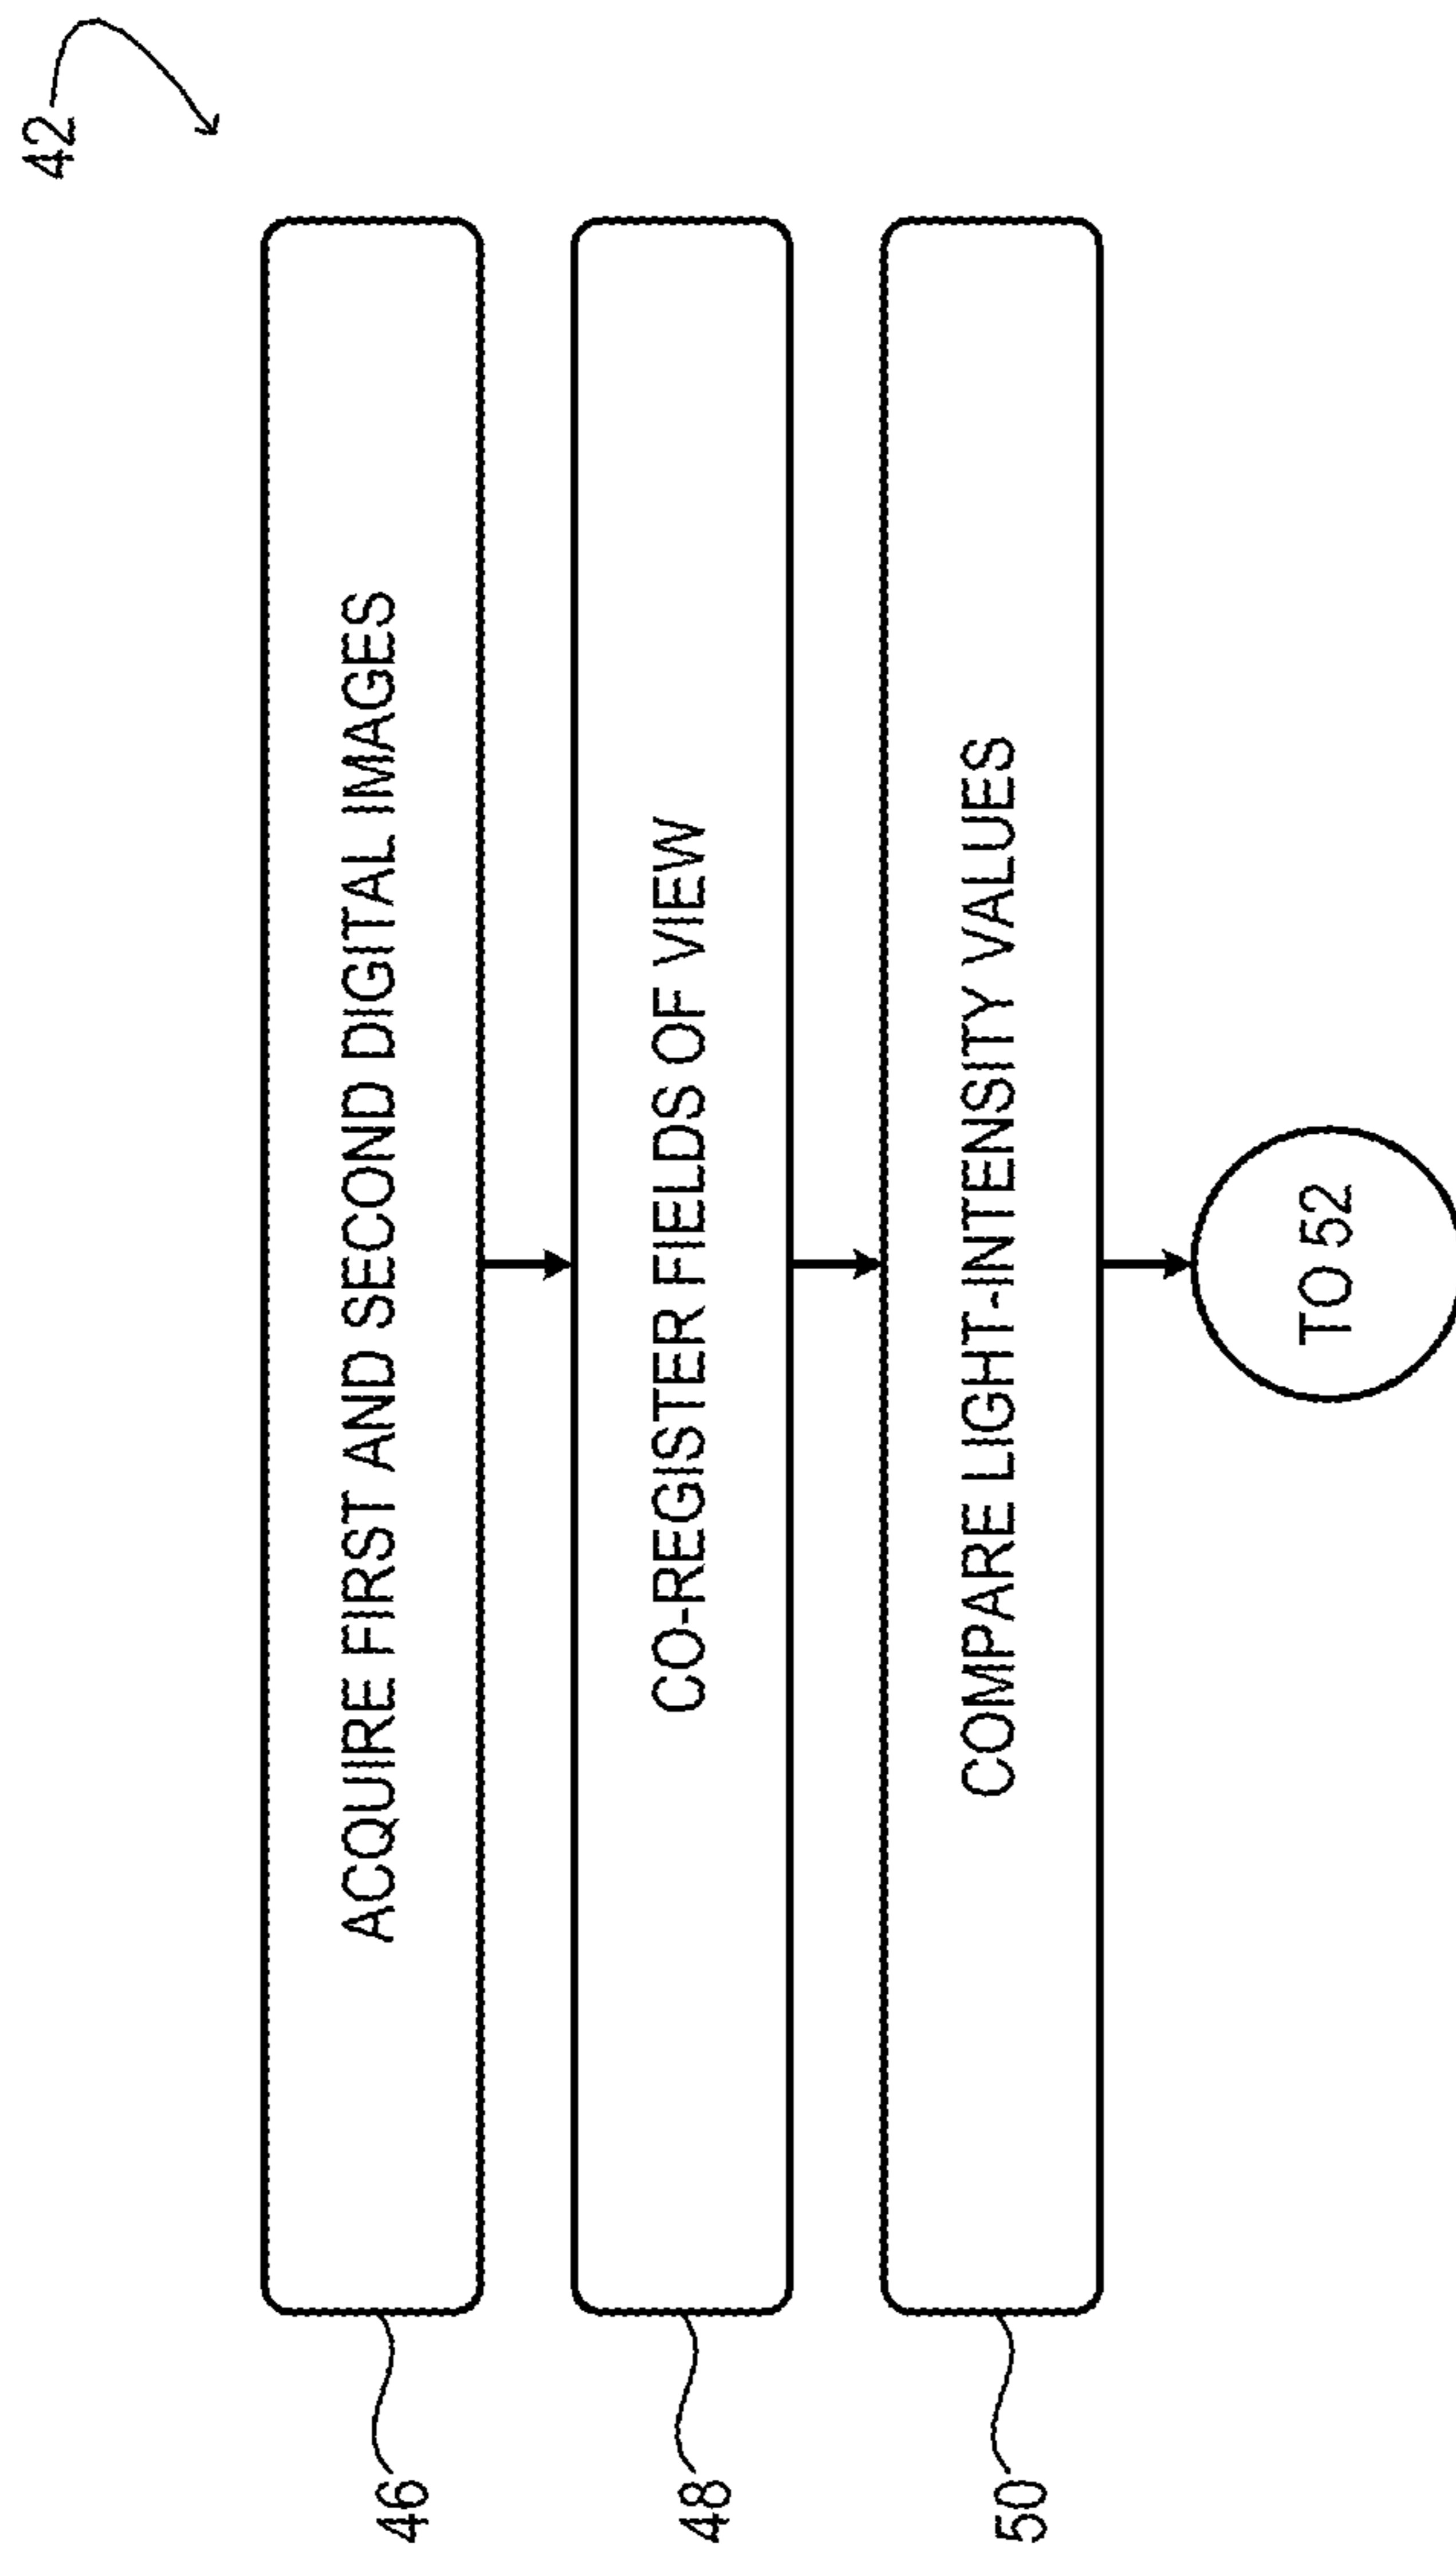 42
46
ACQUIRE FIRST AND SECOND DIGITAL IMAGES
48
CO-REGISTER FIELDS OF VIEW
50
COMPARE LIGHT-INTENSITY VALUES
TO 52